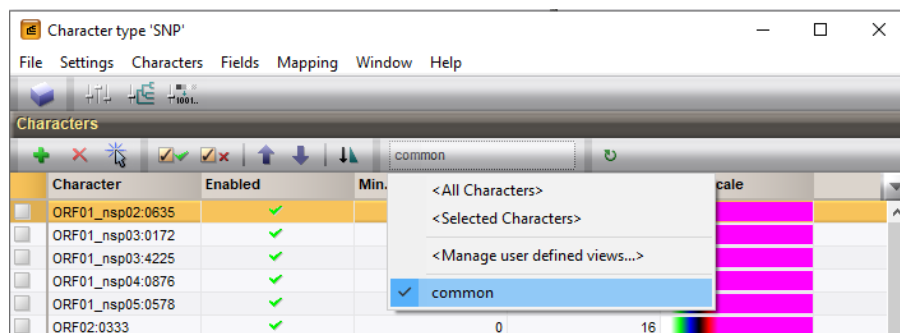 Character type 'SNP'
File Settings Characters Fields Mapping Window Help
Characters
common
Character Enabled Min. cale
<All Characters>
ORF01_nsp02:0635
<Selected Characters>
ORF01_nsp03:0172
ORF01_nsp03:4225
<Manage user defined views...>
ORF01_nsp04:0876
common
ORF01_nsp05:0578
ORF02:0333 0 16